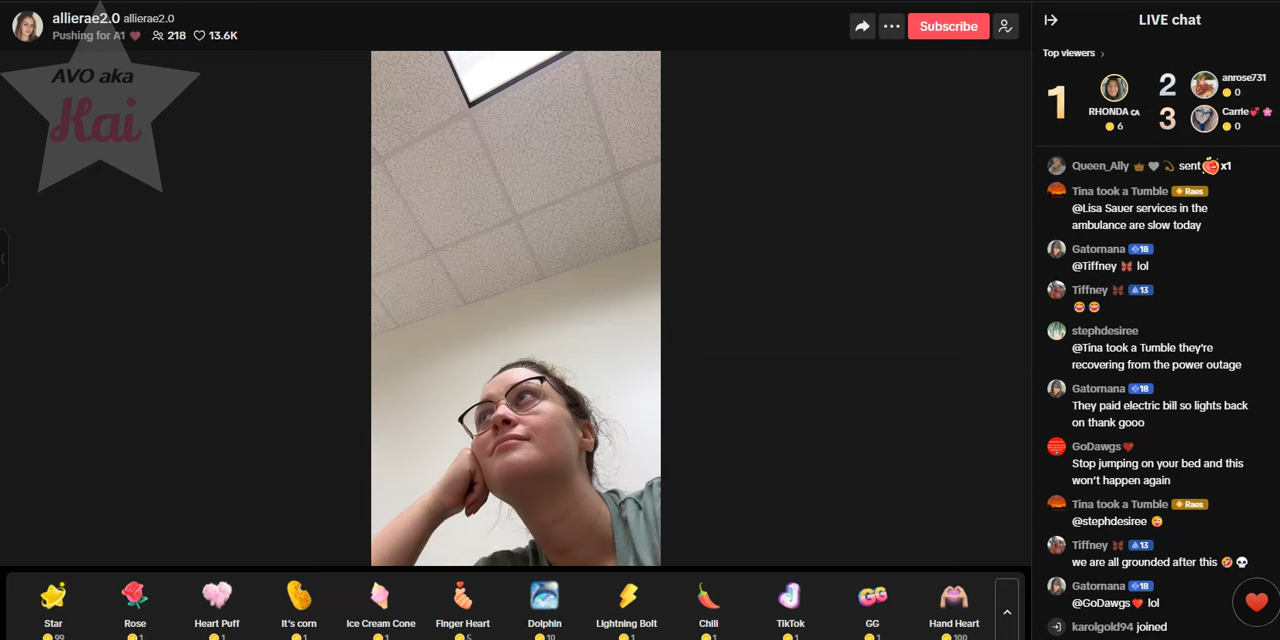 allierae2.0 allierae2.0
Pushing for A1 218 13.6K
Subscribe
AVO aka
Kai
LIVE chat
Top viewers
1
RHONDA CA
6
2
anrose731
0
3
Carrie
0
Queen_Ally sent x1
Tina took a Tumble Raes
@Lisa Sauer services in the
ambulance are slow today
Gatornana 18
@Tiffney lol
Tiffney 13
stephdesiree
@Tina took a Tumble they're
recovering from the power outage
Gatornana 18
They paid electric bill so lights back
on thank gooo
GoDawgs
Stop jumping on your bed and this
won't happen again
Tina took a Tumble Raes
@stephdesiree
Tiffney 13
we are all grounded after this
Gatornana 18
@GoDawgs lol
karolgold94 joined
Star Rose Heart Puff It's corn Ice Cream Cone Finger Heart Dolphin Lightning Bolt Chili TikTok GG Hand Heart
99 1 1 1 1 5 10 1 1 1 1 100